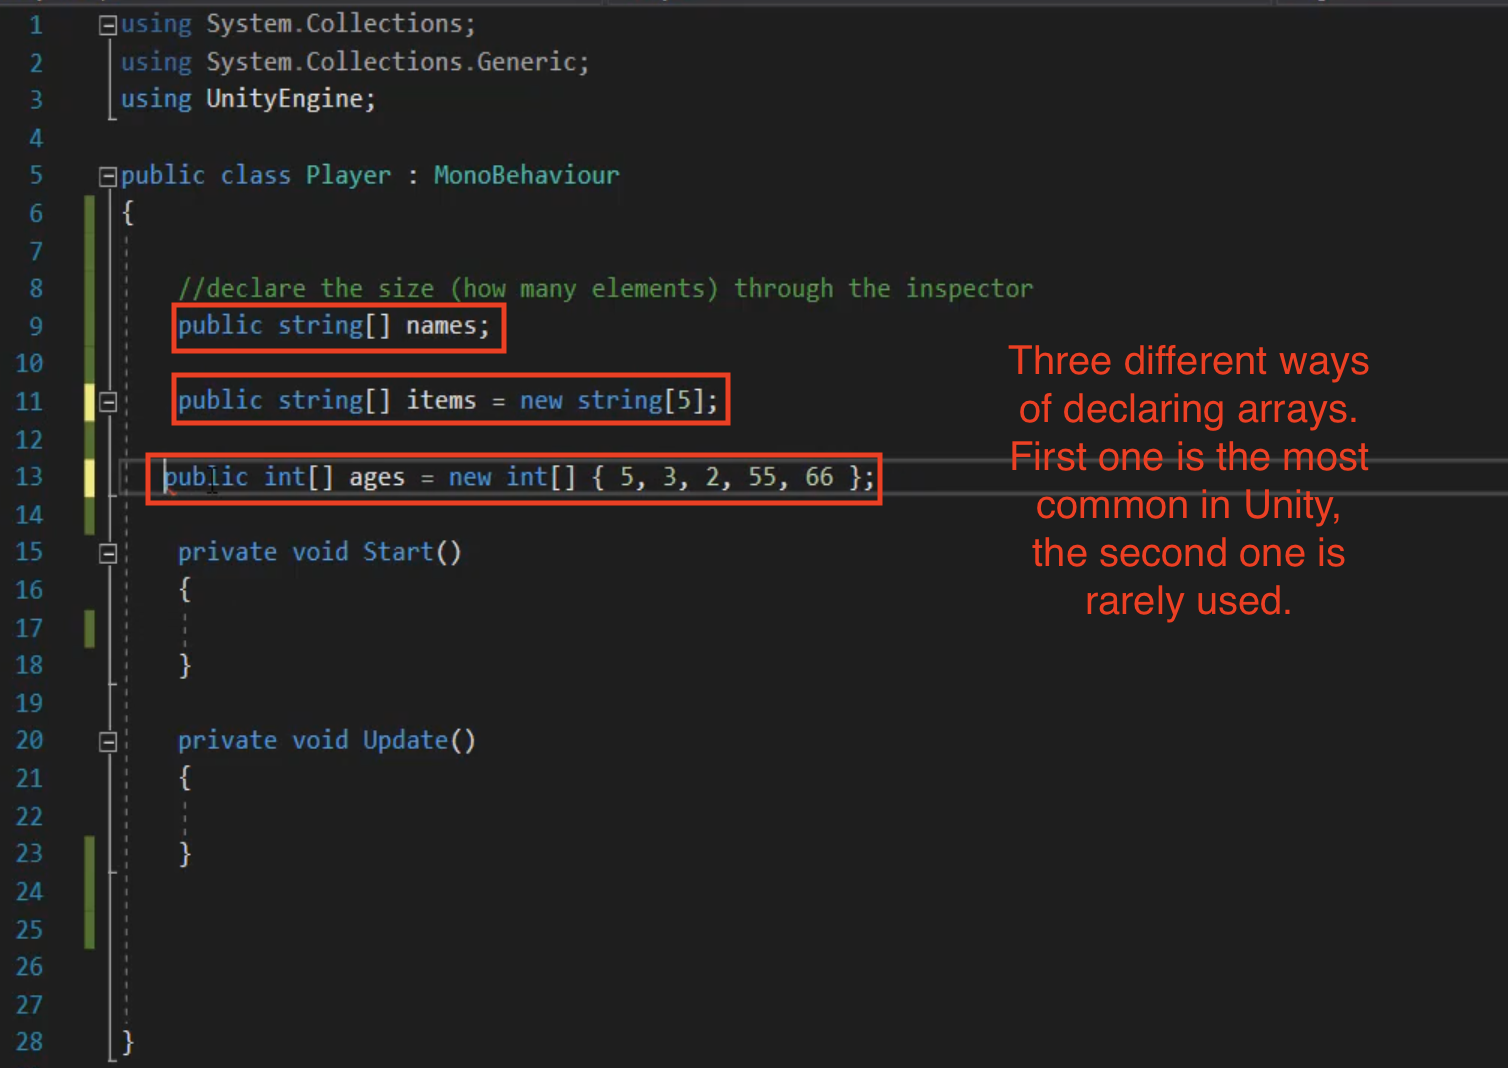 1 using System.Collections;
2 using System.Collections.Generic;
3 using UnityEngine;
4
5 public class Player : MonoBehaviour
6 {
7
8 //declare the size (how many elements) through the inspector
9 public string[] names;
10
11 public string[] items = new string[5];
12
13 public int[] ages = new int[] { 5, 3, 2, 55, 66 };
14
15 private void Start()
16 {
17
18 }
19
20 private void Update()
21 {
22
23 }
24
25
26
27
28 }
Three different ways
of declaring arrays.
First one is the most
common in Unity,
the second one is
rarely used.